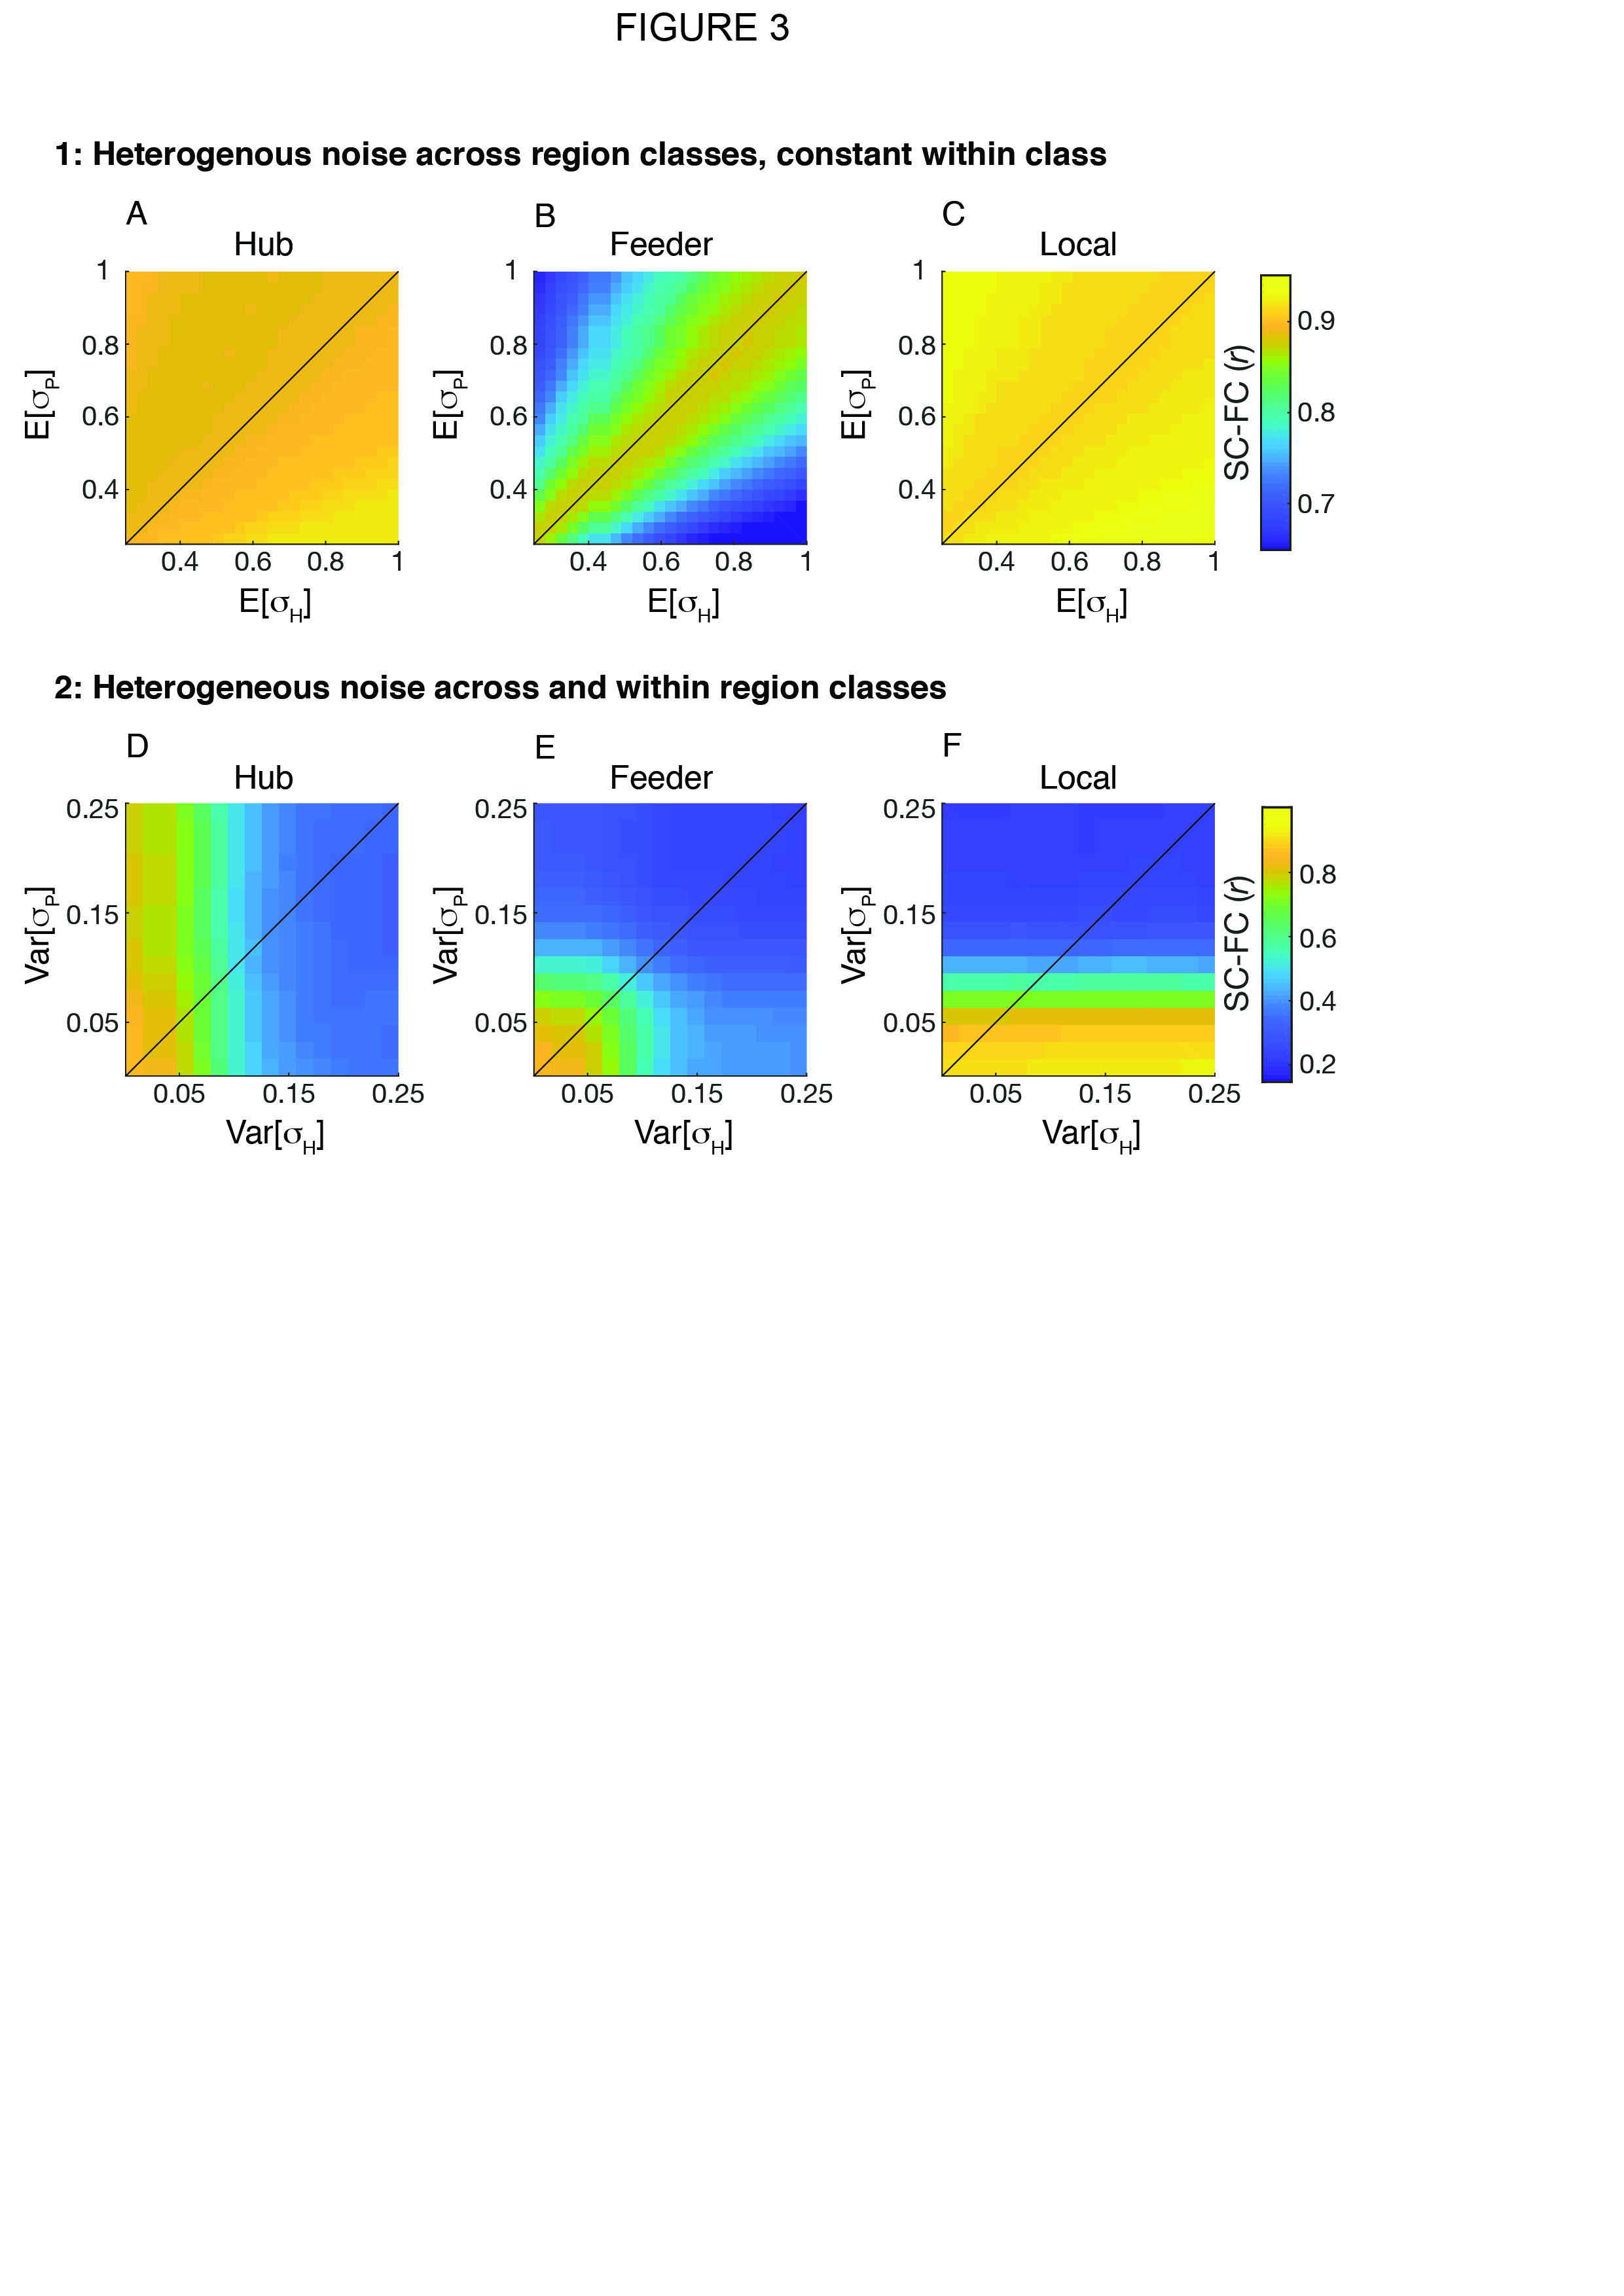 FIGURE 3
1: Heterogenous noise across region classes, constant within class
A
B
C
Hub
Feeder
Local
1
0.8
0.6
0.4
E[σP]
0.4 0.6 0.8 1
E[σH]
1
0.8
0.6
0.4
E[σP]
0.4 0.6 0.8 1
E[σH]
1
0.8
0.6
0.4
E[σP]
0.4 0.6 0.8 1
E[σH]
0.9
0.8
0.7
SC-FC (r)
2: Heterogeneous noise across and within region classes
D
E
F
Hub
Feeder
Local
0.25
0.15
0.05
Var[σP]
0.05 0.15 0.25
Var[σH]
0.25
0.15
0.05
Var[σP]
0.05 0.15 0.25
Var[σH]
0.25
0.15
0.05
Var[σP]
0.05 0.15 0.25
Var[σH]
0.8
0.6
0.4
0.2
SC-FC (r)